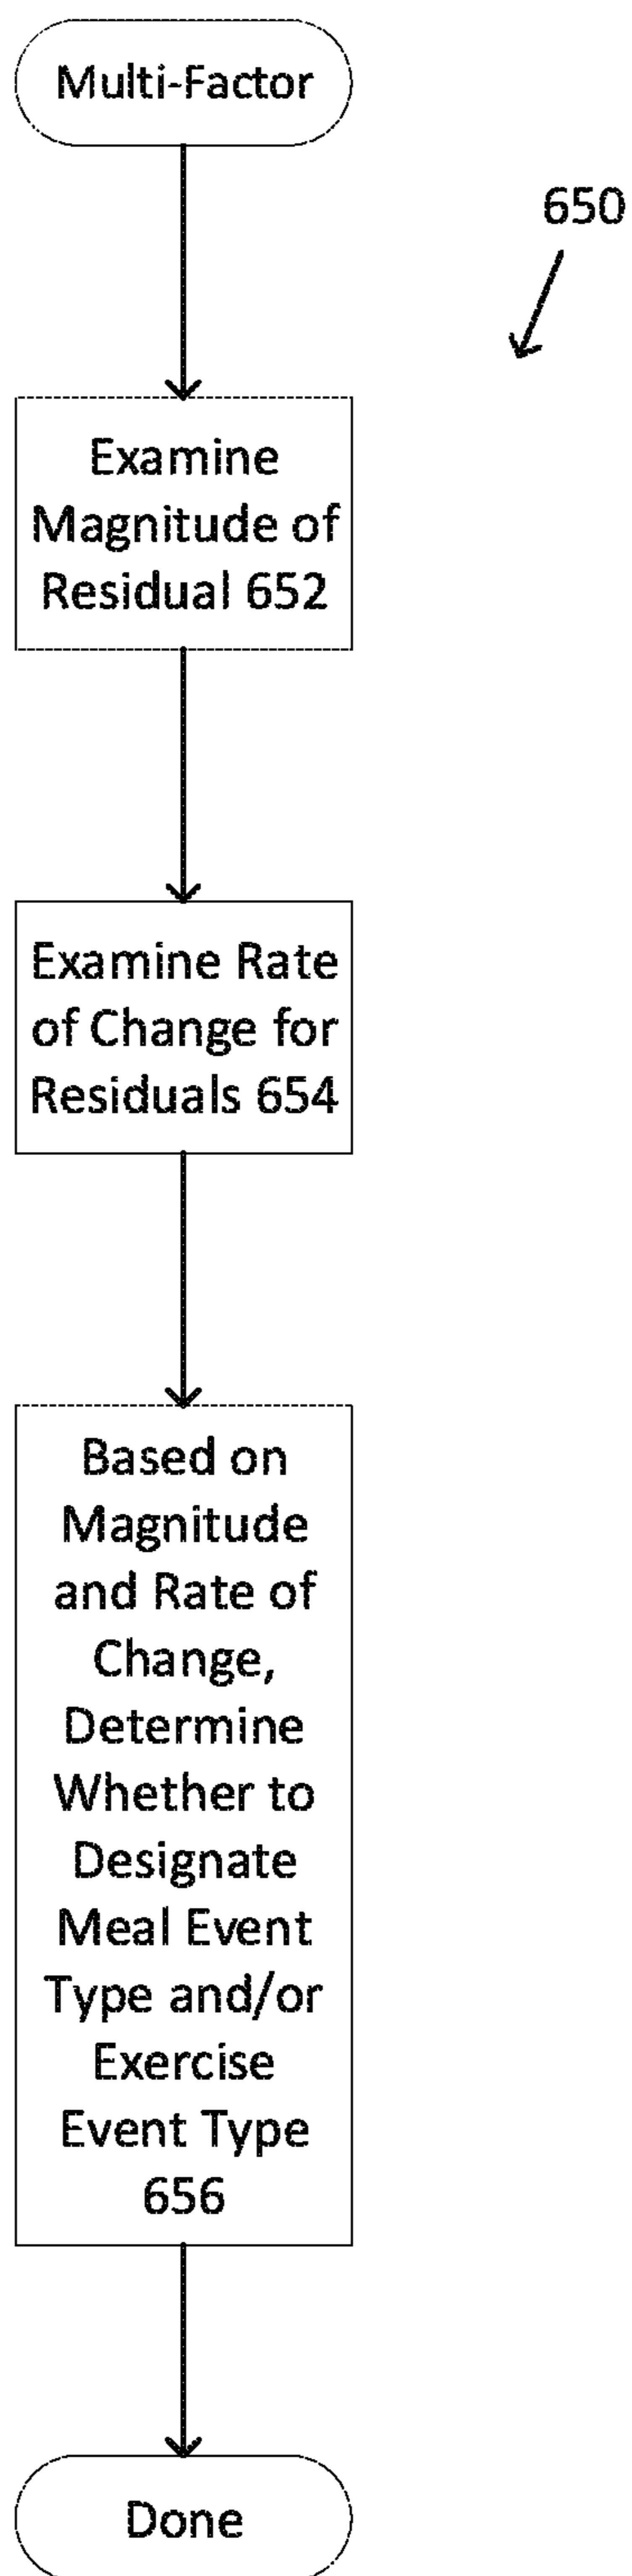 Multi-Factor
650
Examine
Magnitude of
Residual 652
Examine Rate
of Change for
Residuals 654
Based on
Magnitude
and Rate of
Change,
Determine
Whether to
Designate
Meal Event
Type and/or
Exercise
Event Type
656
Done